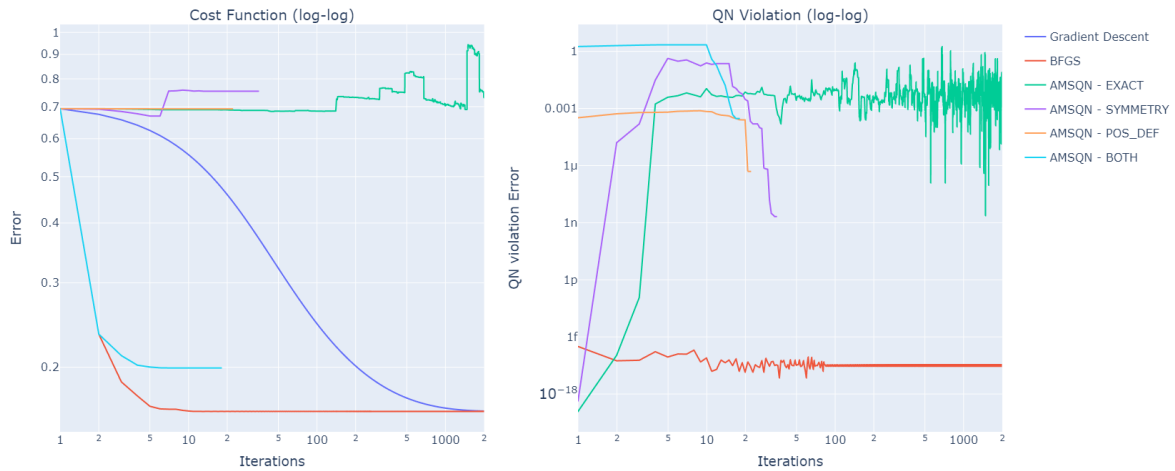 Cost Function (log-log)
1
0.9
0.8
0.7
0.6
0.5
0.4
0.3
0.2
Error
1
2
5
10
2
5
100
2
5
1000
2
Iterations
QN Violation (log-log)
1
0.001
1μ
1n
1p
1f
10−18
QN violation Error
1
2
5
10
2
5
100
2
5
1000
2
Iterations
Gradient Descent
BFGS
AMSQN - EXACT
AMSQN - SYMMETRY
AMSQN - POS_DEF
AMSQN - BOTH